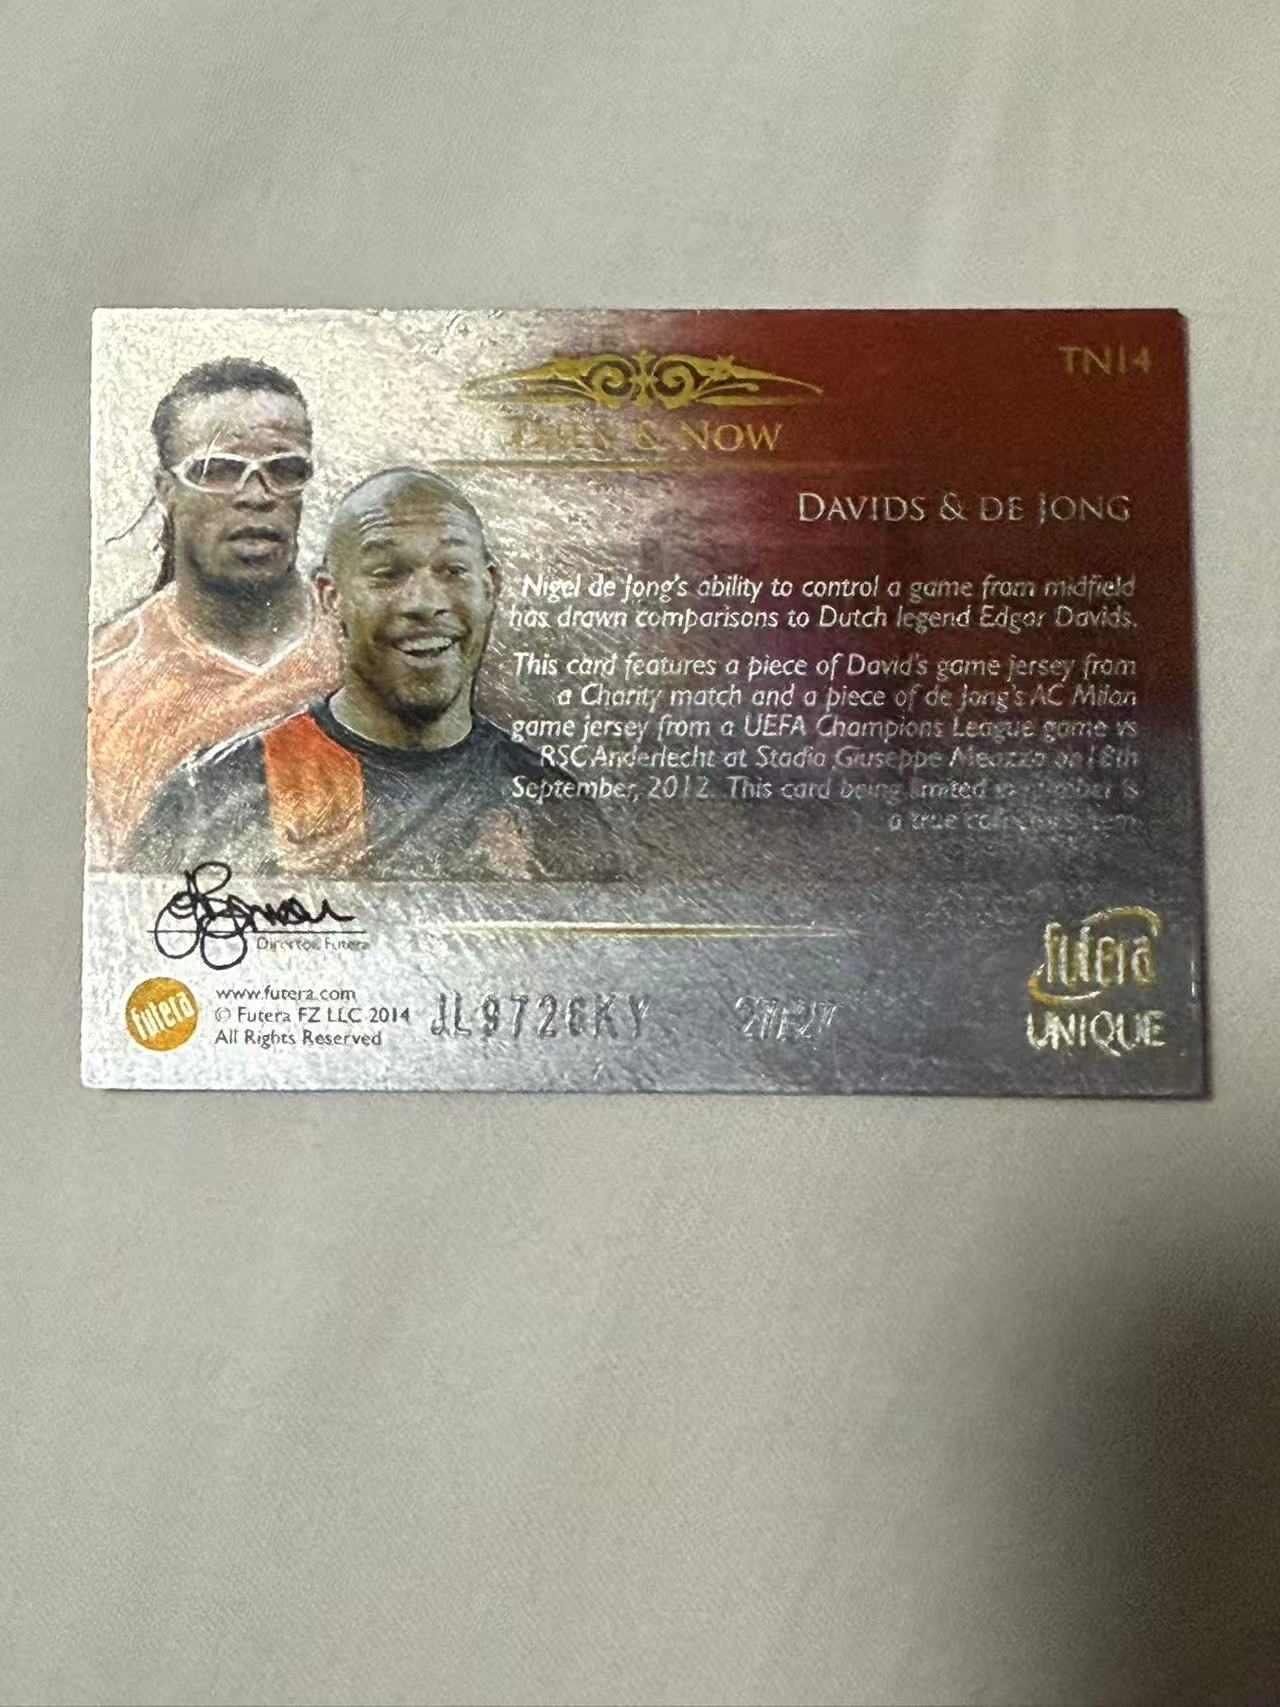 TN14
THEN & NOW
DAVIDS & DE JONG
Nigel de Jong's ability to control a game from midfield
has drawn comparisons to Dutch legend Edgar Davids.
This card features a piece of David's game jersey from
a Charity match and a piece of de Jong's AC Milan
game jersey from a UEFA Champions League game vs
RSC Anderlecht at Stadio Giuseppe Meazza on 18th
September, 2012. This card being limited in number is
a true collectors item.
Director, Futera
futera
www.futera.com
© Futera FZ LLC 2014
All Rights Reserved
JL9726KY
27/27
futera
UNIQUE